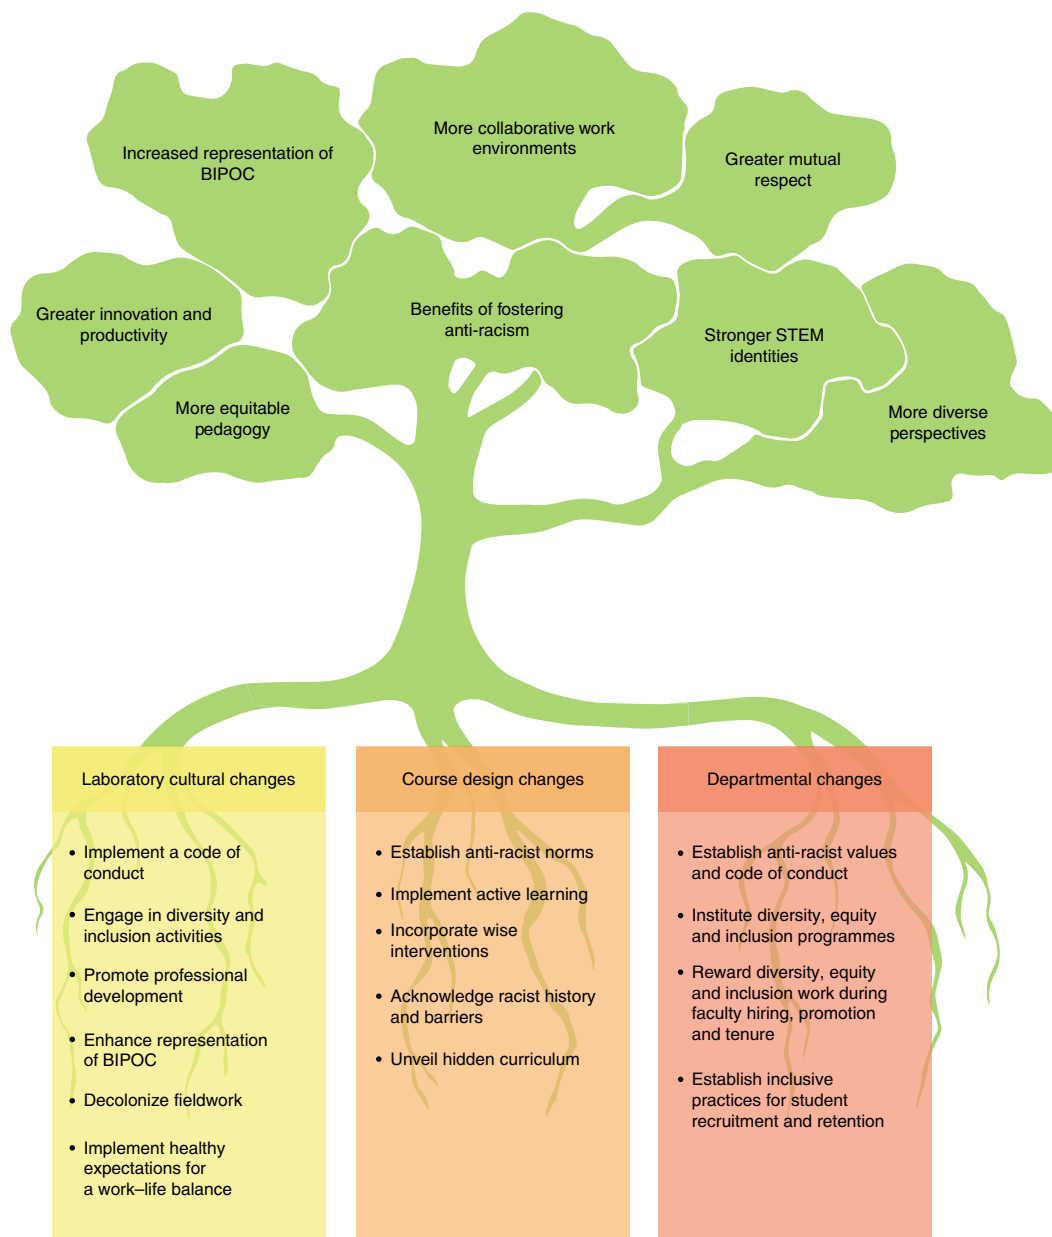 More collaborative work
environments
Increased representation of
BIPOC
Greater mutual
respect
Greater innovation and
productivity
Benefits of fostering
anti-racism
Stronger STEM
identities
More equitable
pedagogy
More diverse
perspectives
Laboratory cultural changes
• Implement a code of
conduct
• Engage in diversity and
inclusion activities
• Promote professional
development
• Enhance representation
of BIPOC
• Decolonize fieldwork
• Implement healthy
expectations for
a work–life balance
Course design changes
• Establish anti-racist norms
• Implement active learning
• Incorporate wise
interventions
• Acknowledge racist history
and barriers
• Unveil hidden curriculum
Departmental changes
• Establish anti-racist values
and code of conduct
• Institute diversity, equity
and inclusion programmes
• Reward diversity, equity
and inclusion work during
faculty hiring, promotion
and tenure
• Establish inclusive
practices for student
recruitment and retention